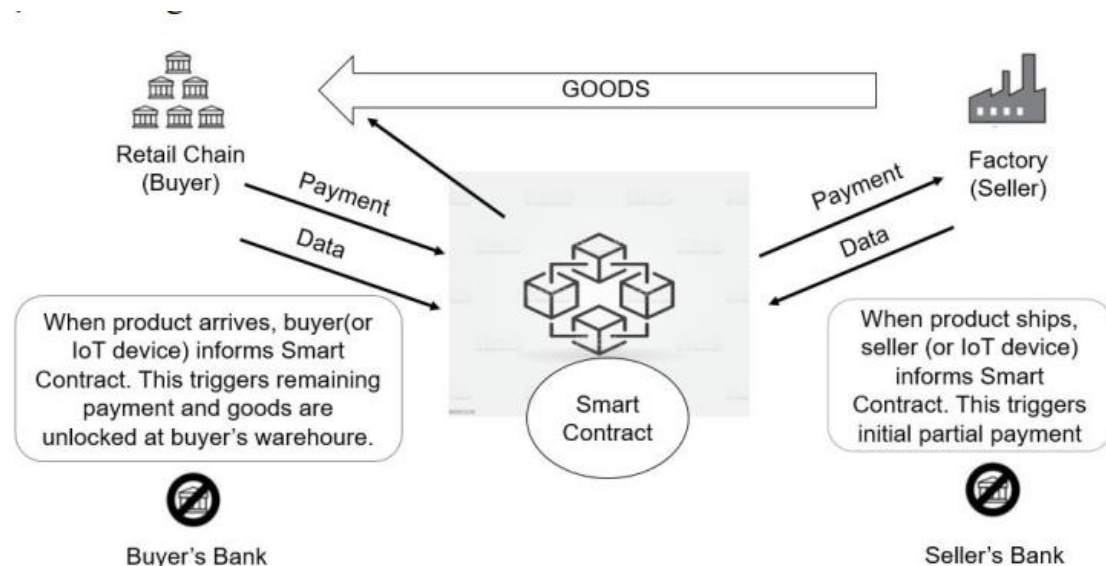 GOODS
Retail Chain
(Buyer)
Factory
(Seller)
Payment
Data
Payment
Data
When product arrives, buyer(or
IoT device) informs Smart
Contract. This triggers remaining
payment and goods are
unlocked at buyer's warehoure.
Smart
Contract
When product ships,
seller (or IoT device)
informs Smart
Contract. This triggers
initial partial payment
Buyer's Bank
Seller's Bank